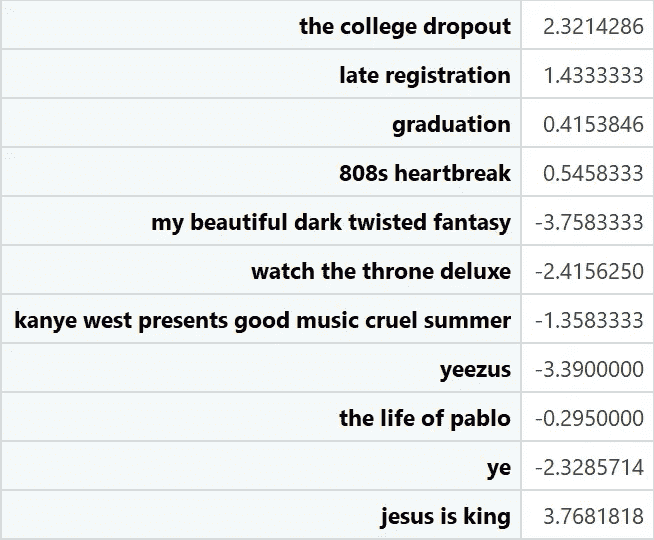 the college dropout 2.3214286
late registration 1.4333333
graduation 0.4153846
808s heartbreak 0.5458333
my beautiful dark twisted fantasy -3.7583333
watch the throne deluxe -2.4156250
kanye west presents good music cruel summer -1.3583333
yeezus -3.3900000
the life of pablo -0.2950000
ye -2.3285714
jesus is king 3.7681818